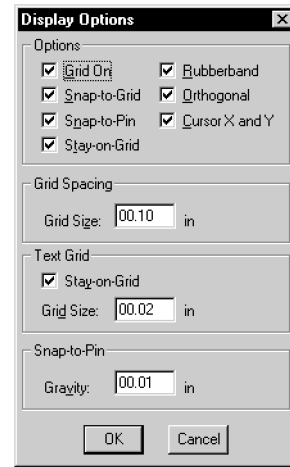 Display Options
Options
Grid On Rubberband
Snap-to-Grid Orthogonal
Snap-to-Pin Cursor X and Y
Stay-on-Grid
Grid Spacing
Grid Size: 00.10 in
Text Grid
Stay-on-Grid
Grid Size: 00.02 in
Snap-to-Pin
Gravity: 00.01 in
OK Cancel